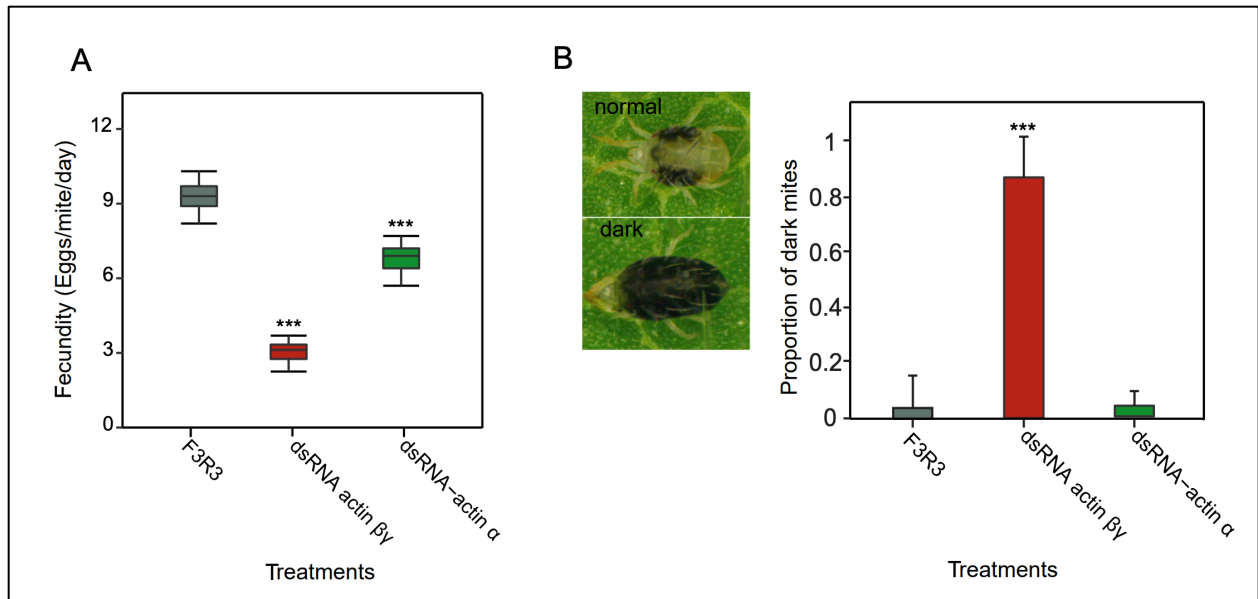 A
Fecundity (Eggs/mite/day)
12
9
6
3
0
***
***
F3R3
dsRNA actin βγ
dsRNA−actin α
Treatments
B
normal
dark
Proportion of dark mites
1
0.8
0.6
0.4
0.2
0
***
F3R3
dsRNA actin βγ
dsRNA−actin α
Treatments